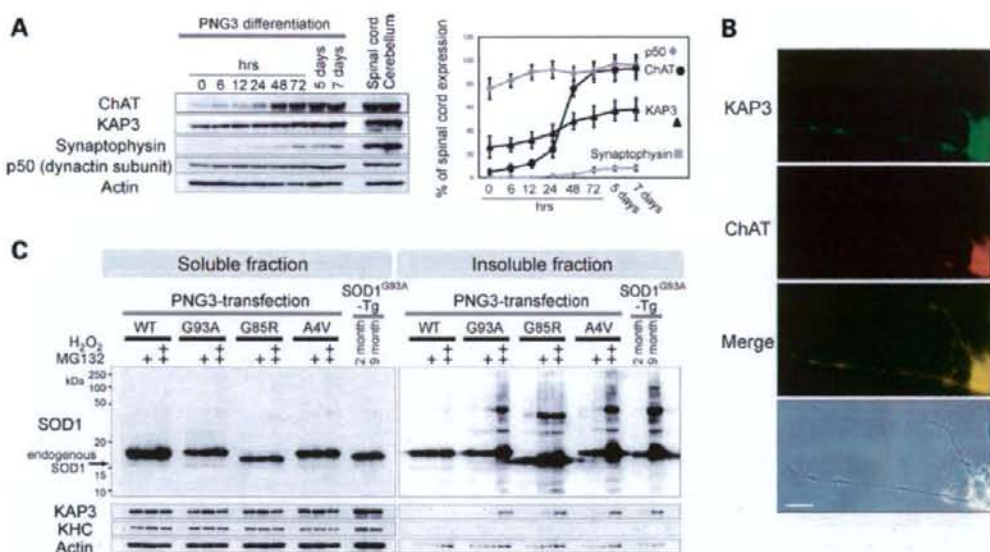 A
PNG3 differentiation
hrs
0 6 12 24 48 72 5 days 7 days Spinal cord Cerebellum
ChAT
KAP3
Synaptophysin
p50 (dynactin subunit)
Actin
% of spinal cord expression
p50
ChAT
KAP3
Synaptophysin
0 6 12 24 48 72 5 days 7 days
hrs
B
KAP3
ChAT
Merge
C
Soluble fraction Insoluble fraction
PNG3-transfection SOD1G93A -Tg PNG3-transfection SOD1G93A -Tg
WT G93A G85R A4V 2 month 9 month WT G93A G85R A4V 2 month 9 month
H2O2 + + + + + + + +
MG132 + + + + + + + + + + + + + + + +
kDa
250
100
50
SOD1
20
endogenous SOD1
15
10
KAP3
KHC
Actin